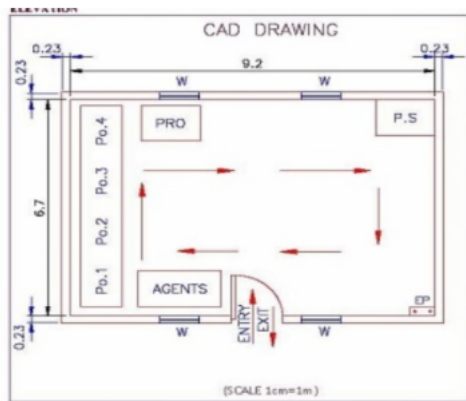 ELEVATION
CAD DRAWING
0.23
9.2
0.23
0.23
W
W
Po.4
PRO
P.S
Po.3
6.7
Po.2
Po.1
AGENTS
EP
0.23
W
ENTRY
EXIT
W
(SCALE 1cm=1m)